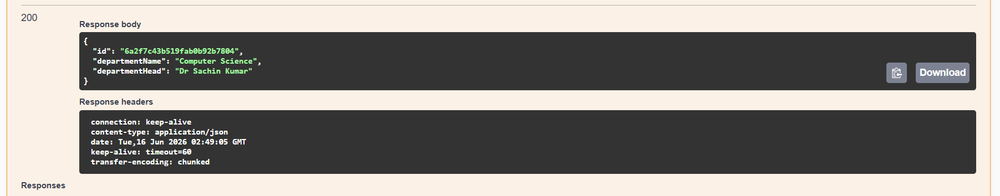 200
Response body
{
  "id": "6a2f7c43b519fab0b92b7804",
  "departmentName": "Computer Science",
  "departmentHead": "Dr Sachin Kumar"
}
Download
Response headers
connection: keep-alive
content-type: application/json
date: Tue,16 Jun 2026 02:49:05 GMT
keep-alive: timeout=60
transfer-encoding: chunked
Responses